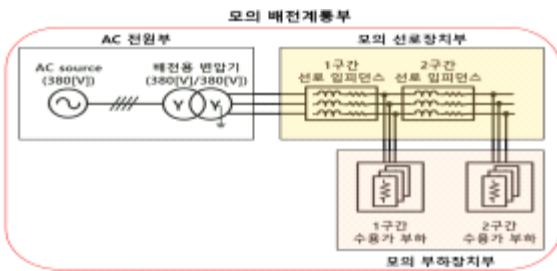 모의 배전계통부
AC 전원부
모의 선로장치부
AC source
(380[V])
배전용 변압기
(380[V]/380[V])
1구간
선로 임피던스
2구간
선로 임피던스
Y
Y
1구간
수용가 부하
2구간
수용가 부하
모의 부하장치부